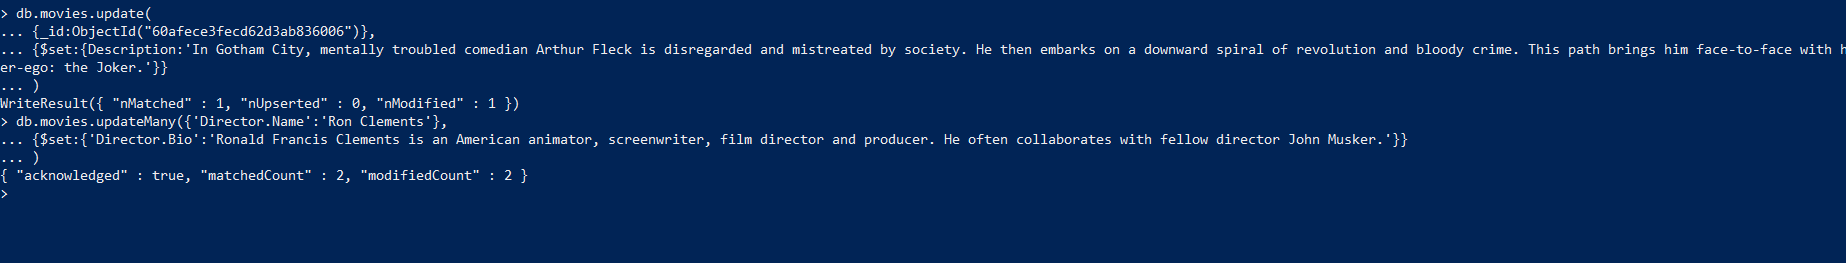 > db.movies.update(
... {_id:ObjectId("60afece3fecd62d3ab836006")},
... {$set:{Description:'In Gotham City, mentally troubled comedian Arthur Fleck is disregarded and mistreated by society. He then embarks on a downward spiral of revolution and bloody crime. This path brings him face-to-face with h
er-ego: the Joker.'}}
... )
WriteResult({ "nMatched" : 1, "nUpserted" : 0, "nModified" : 1 })
> db.movies.updateMany({'Director.Name':'Ron Clements'},
... {$set:{'Director.Bio':'Ronald Francis Clements is an American animator, screenwriter, film director and producer. He often collaborates with fellow director John Musker.'}}
... )
{ "acknowledged" : true, "matchedCount" : 2, "modifiedCount" : 2 }
>